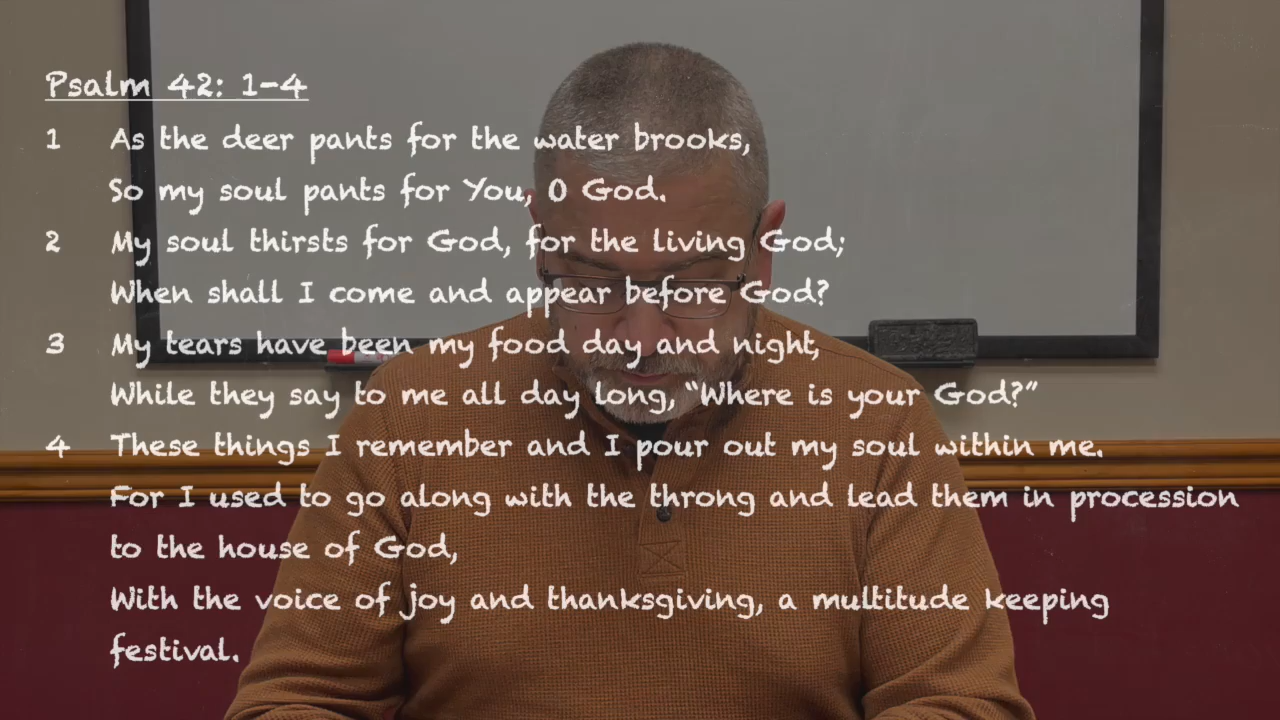 Psalm 42: 1-4
1 As the deer pants for the water brooks,
So my soul pants for You, O God.
2 My soul thirsts for God, for the living God;
When shall I come and appear before God?
3 My tears have been my food day and night,
While they say to me all day long, “Where is your God?”
4 These things I remember and I pour out my soul within me.
For I used to go along with the throng and lead them in procession
to the house of God,
With the voice of joy and thanksgiving, a multitude keeping
festival.